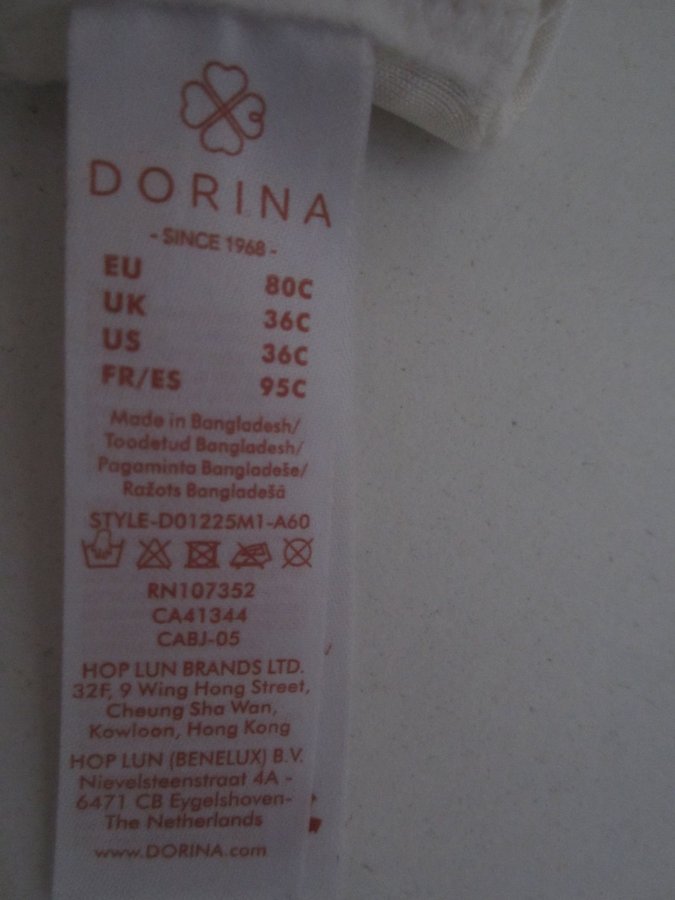 DORINA
- SINCE 1968 -
EU 80C
UK 36C
US 36C
FR/ES 95C
Made in Bangladesh/
Toodetud Bangladesh/
Pagaminta Bangladeše/
Ražots Bangladešā
STYLE-D01225M1-A60
RN107352
CA41344
CABJ-05
HOP LUN BRANDS LTD.
32F, 9 Wing Hong Street,
Cheung Sha Wan,
Kowloon, Hong Kong
HOP LUN (BENELUX) B.V.
Nievelsteenstraat 4A -
6471 CB Eygelshoven-
The Netherlands
www.DORINA.com